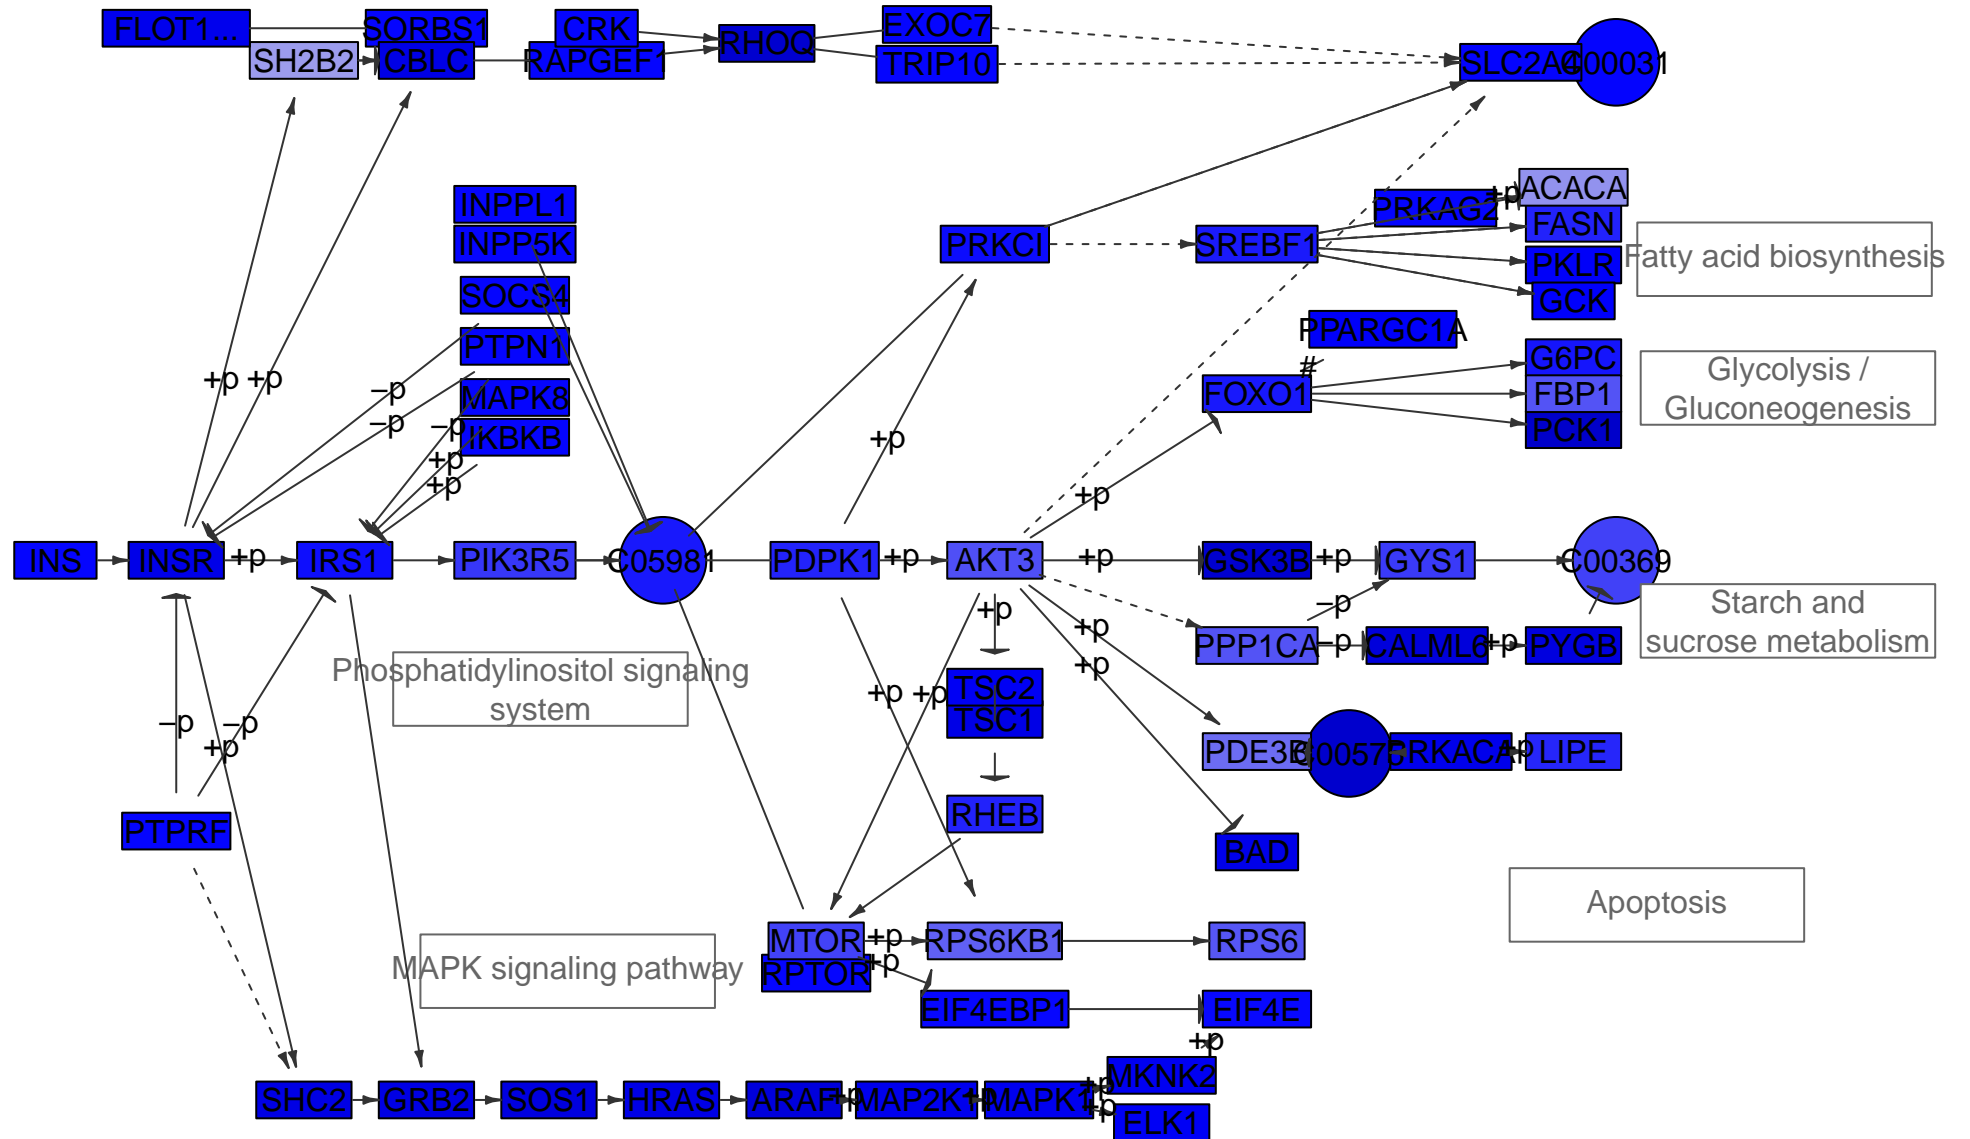 FLOT1...
SORBS1
CRK
EXOC7
SH2B2
CBLC
RAPGEF1
RHOQ
TRIP10
SLC2A4
C00031
INPPL1
INPP5K
SOCS4
PTPN1
MAPK8
IKBKB
PRKCI
SREBF1
PRKAG2
+p
ACACA
FASN
PKLR
GCK
Fatty acid biosynthesis
PPARGC1A
#
FOXO1
G6PC
FBP1
PCK1
Glycolysis /
Gluconeogenesis
+p
+p
−p
−p
−p
+p
+p
+p
+p
INS
INSR
+p
IRS1
PIK3R5
C05981
PDPK1
+p
AKT3
+p
GSK3B
+p
GYS1
C00369
+p
+p
+p
−p
PPP1CA
−p
CALML6
+p
PYGB
Starch and
sucrose metabolism
Phosphatidylinositol signaling
system
−p
+p
−p
+p
+p
TSC2
TSC1
PDE3B
C00575
PRKACA
+p
LIPE
PTPRF
RHEB
BAD
Apoptosis
MAPK signaling pathway
MTOR
+p
RPS6KB1
RPS6
RPTOR
+p
EIF4EBP1
EIF4E
+p
SHC2
GRB2
SOS1
HRAS
ARAF
+p
MAP2K1
+p
MAPK1
+p
+p
MKNK2
ELK1